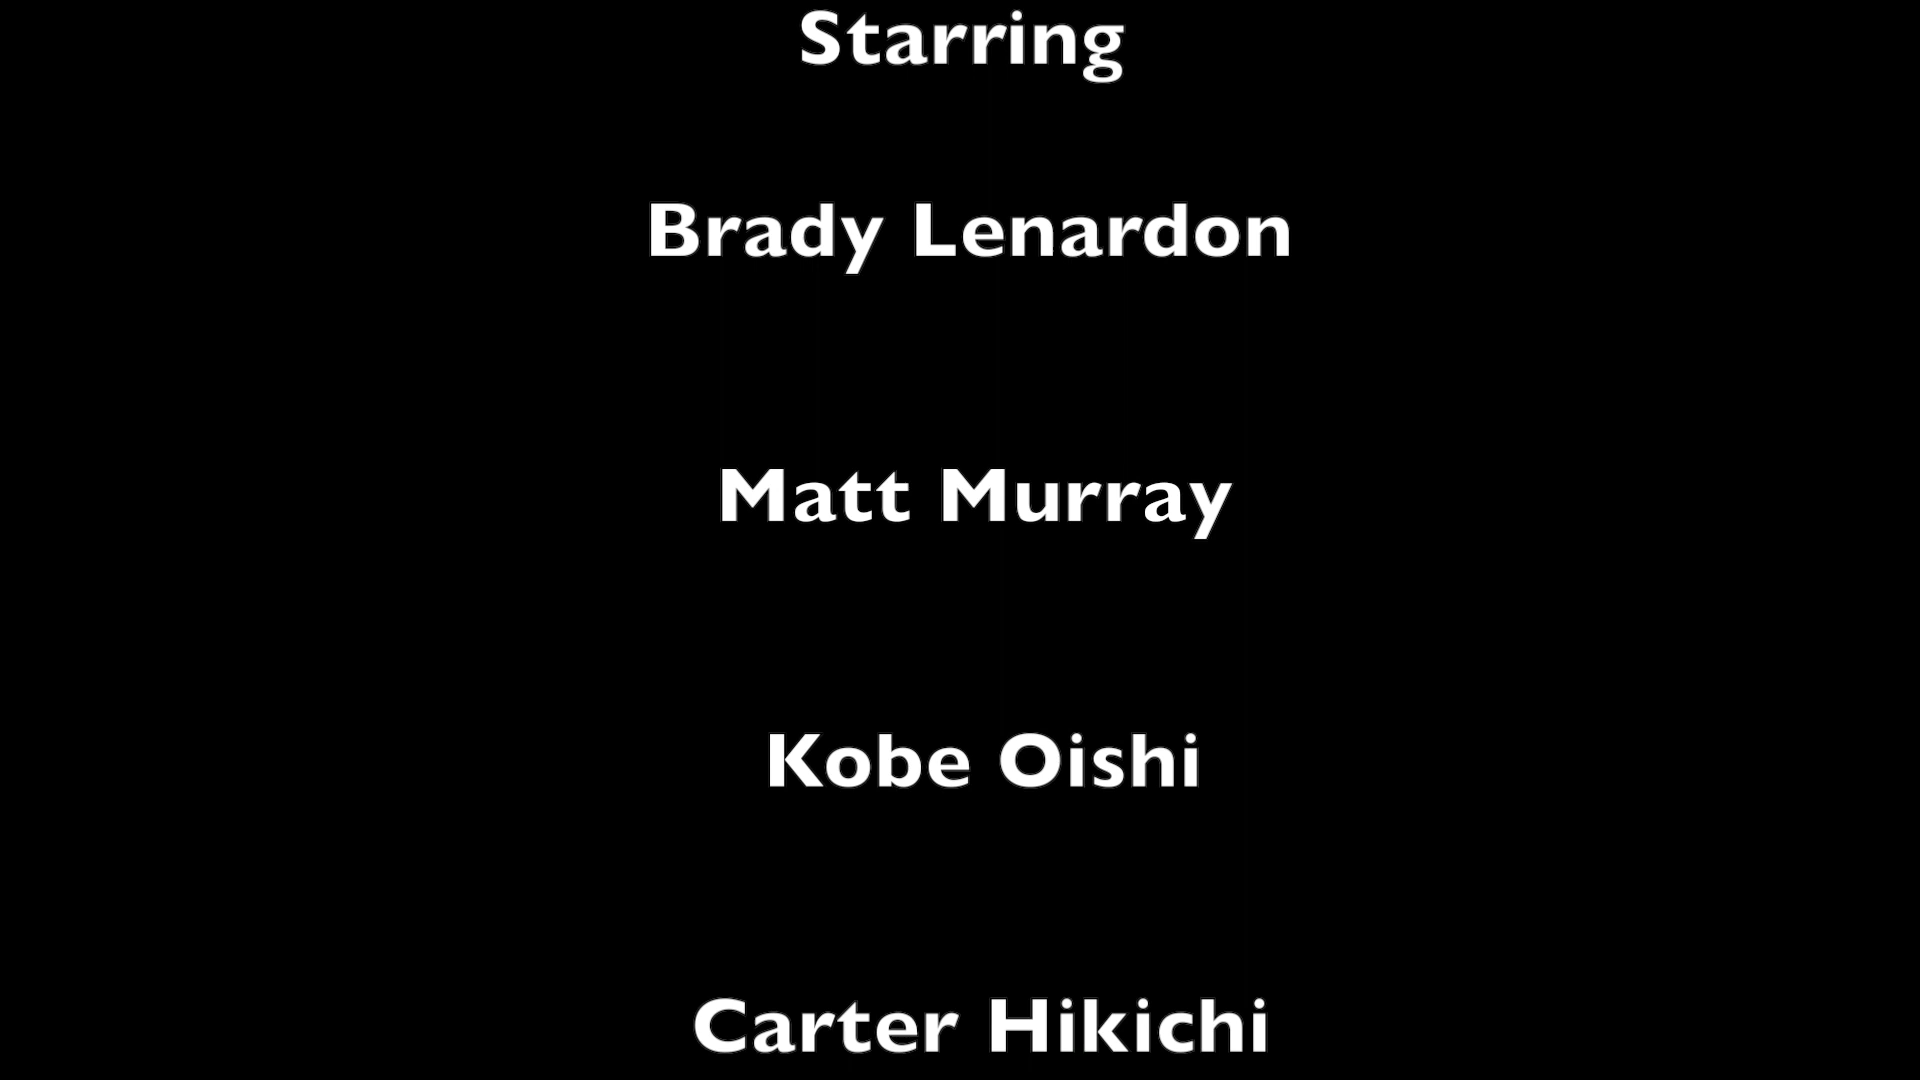 Starring
Brady Lenardon
Matt Murray
Kobe Oishi
Carter Hikichi